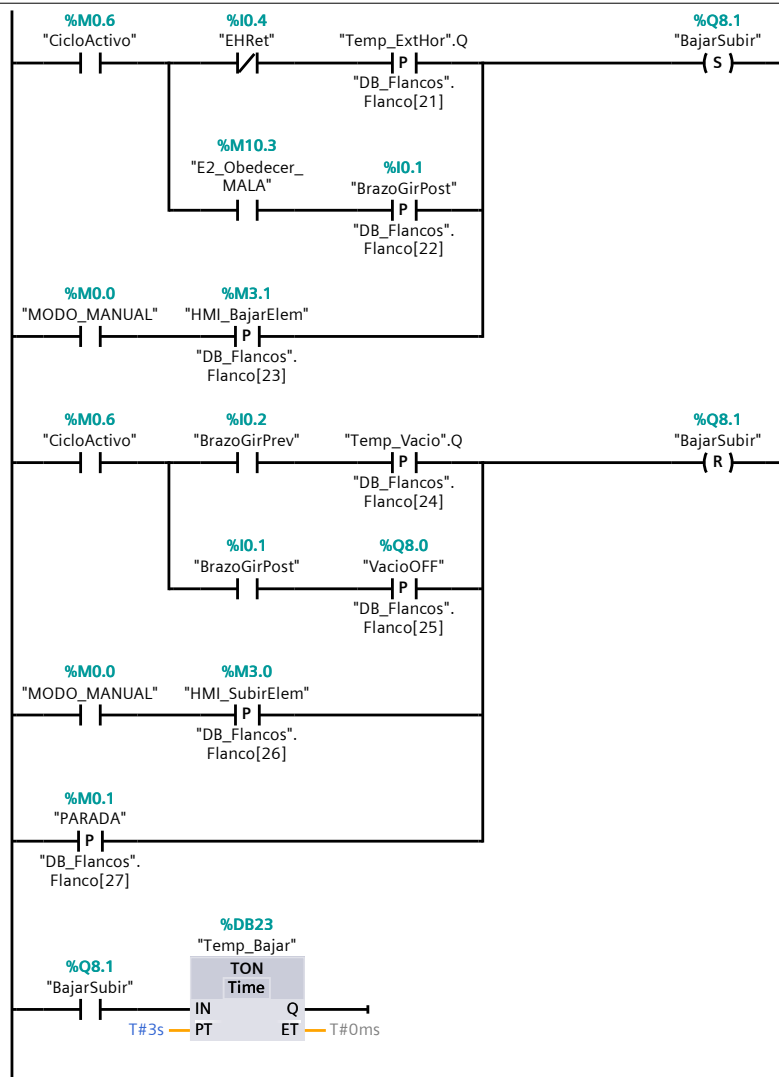 %M0.6 %I0.4 %Q8.1
"CicloActivo" "EHRet" "Temp_ExtHor".Q "BajarSubir"
P S
"DB_Flancos".
Flanco[21]
%M10.3
"E2_Obedecer_ %I0.1
MALA" "BrazoGirPost"
P
"DB_Flancos".
Flanco[22]
%M0.0 %M3.1
"MODO_MANUAL" "HMI_BajarElem"
P
"DB_Flancos".
Flanco[23]
%M0.6 %I0.2 %Q8.1
"CicloActivo" "BrazoGirPrev" "Temp_Vacio".Q "BajarSubir"
P R
"DB_Flancos".
Flanco[24]
%I0.1 %Q8.0
"BrazoGirPost" "VacioOFF"
P
"DB_Flancos".
Flanco[25]
%M0.0 %M3.0
"MODO_MANUAL" "HMI_SubirElem"
P
"DB_Flancos".
Flanco[26]
%M0.1
"PARADA"
P
"DB_Flancos".
Flanco[27]
%DB23
"Temp_Bajar"
%Q8.1 TON
"BajarSubir" Time
IN Q
T#3s PT ET T#0ms